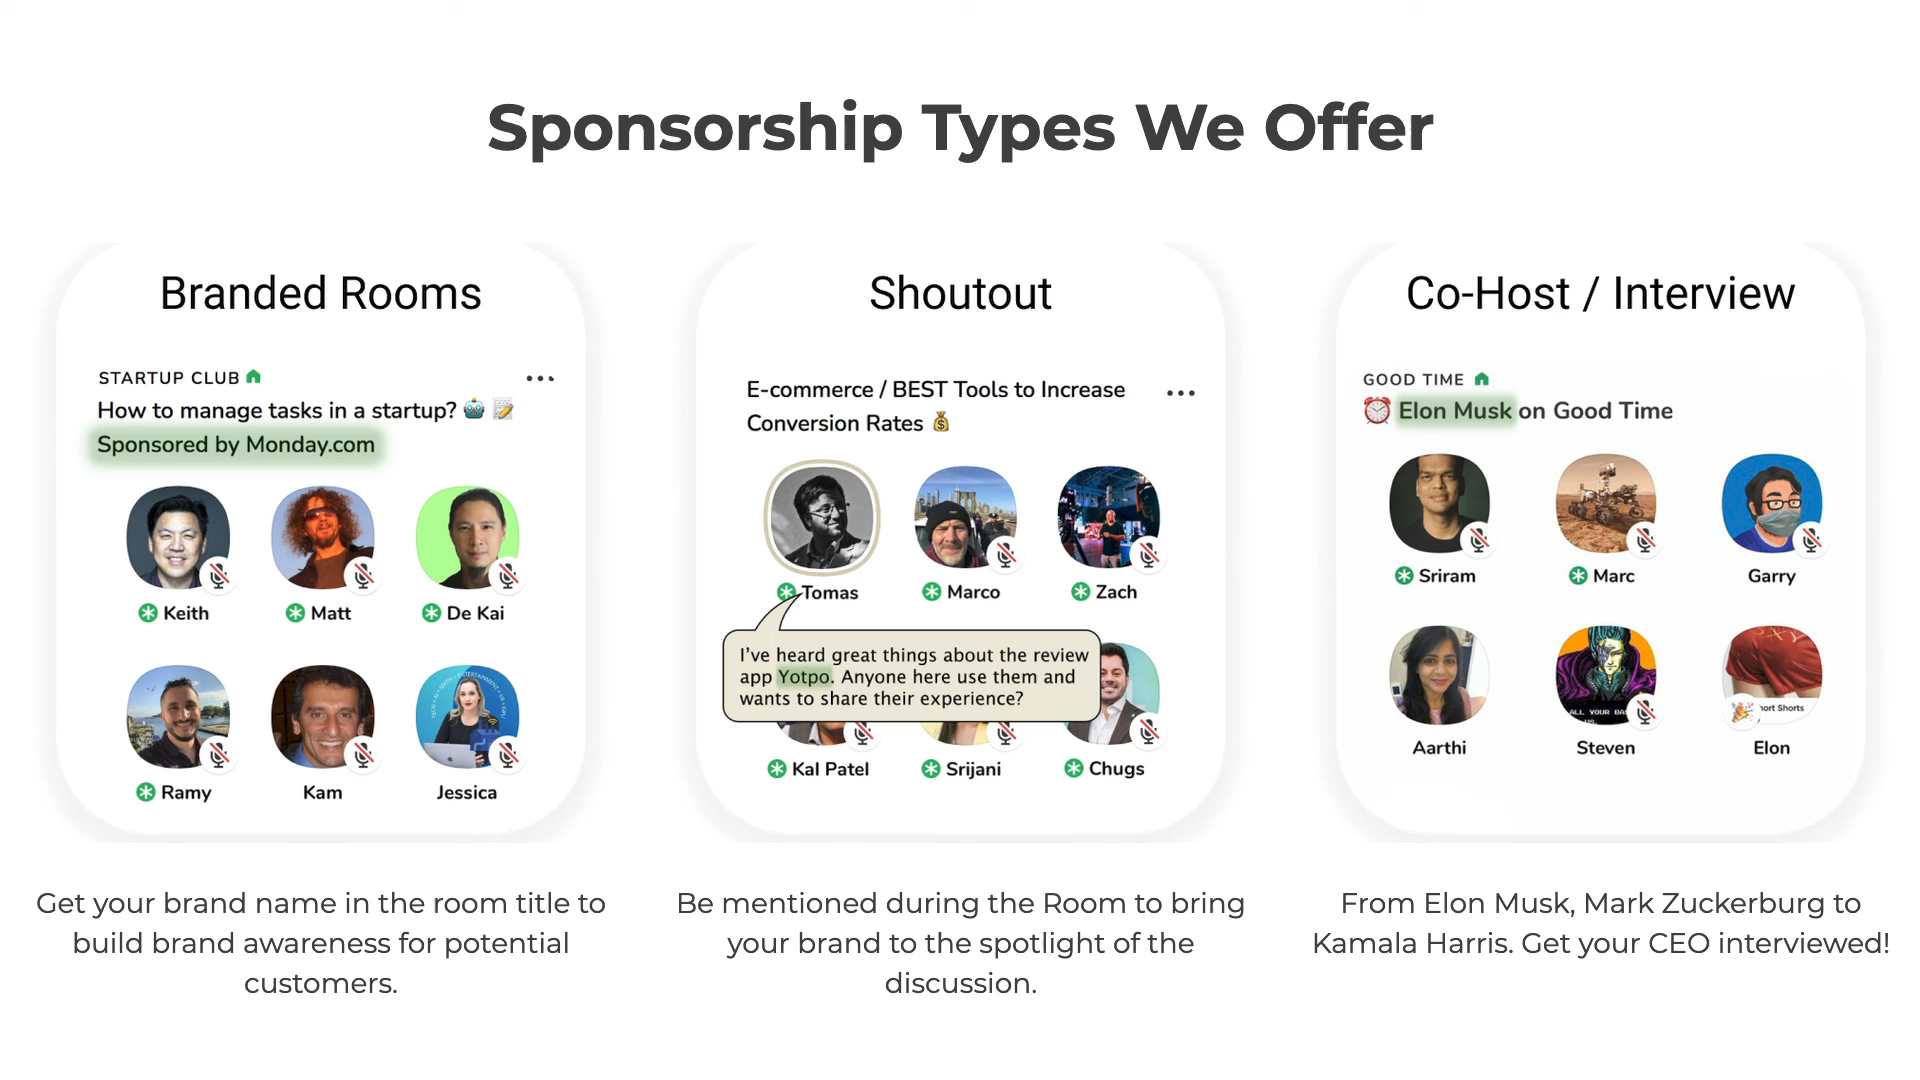 Sponsorship Types We Offer
Branded Rooms
STARTUP CLUB
How to manage tasks in a startup? 🤖 📝
Sponsored by Monday.com
Keith
Matt
De Kai
Ramy
Kam
Jessica
Get your brand name in the room title to
build brand awareness for potential
customers.
Shoutout
E-commerce / BEST Tools to Increase
Conversion Rates 💰
Tomas
Marco
Zach
I've heard great things about the review
app Yotpo. Anyone here use them and
wants to share their experience?
Kal Patel
Srijani
Chugs
Be mentioned during the Room to bring
your brand to the spotlight of the
discussion.
Co-Host / Interview
GOOD TIME
⏰ Elon Musk on Good Time
Sriram
Marc
Garry
ALL YOUR BA
Shorts
Aarthi
Steven
Elon
From Elon Musk, Mark Zuckerburg to
Kamala Harris. Get your CEO interviewed!